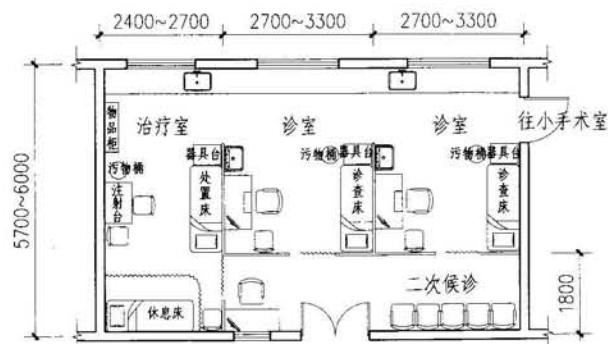 2400~2700
2700~3300
2700~3300
5700~6000
物品柜
治疗室
诊室
诊室
往小手术室
器具台
污物桶
器具台
污物桶
器具台
污物桶
注射台
处置床
诊查床
诊查床
二次候诊
休息床
1800